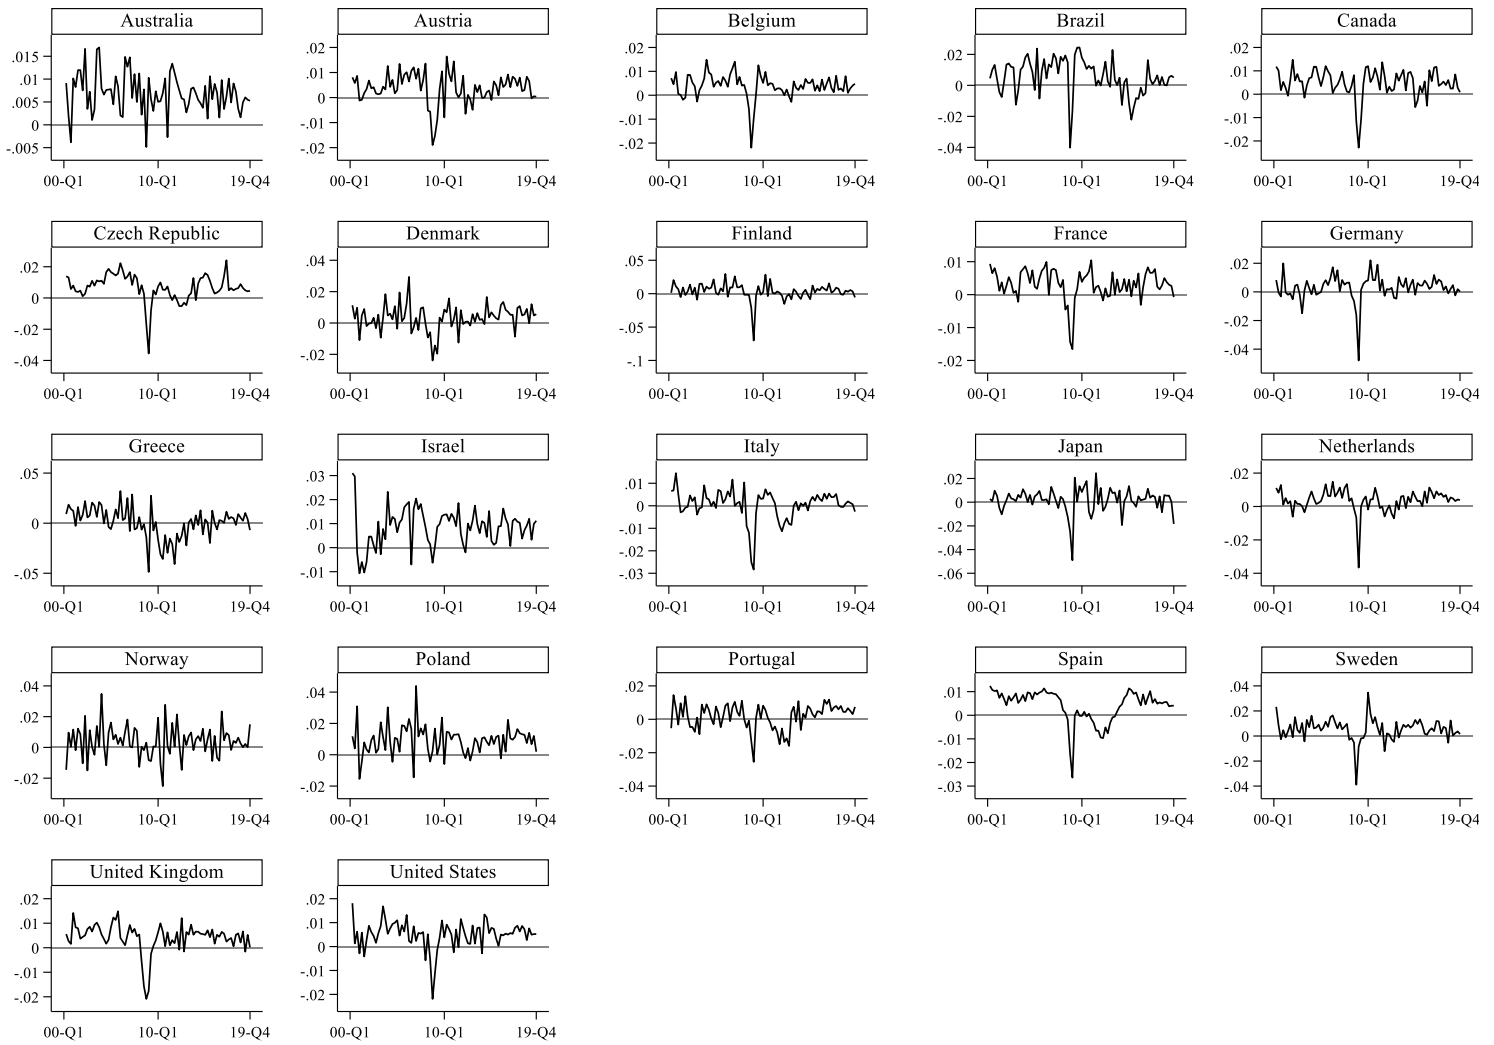 Australia
.015
.01
.005
0
-.005
00-Q1 10-Q1 19-Q4
Austria
.02
.01
0
-.01
-.02
00-Q1 10-Q1 19-Q4
Belgium
.02
.01
0
-.01
-.02
00-Q1 10-Q1 19-Q4
Brazil
.02
0
-.02
-.04
00-Q1 10-Q1 19-Q4
Canada
.02
.01
0
-.01
-.02
00-Q1 10-Q1 19-Q4
Czech Republic
.02
0
-.02
-.04
00-Q1 10-Q1 19-Q4
Denmark
.04
.02
0
-.02
00-Q1 10-Q1 19-Q4
Finland
.05
0
-.05
-.1
00-Q1 10-Q1 19-Q4
France
.01
0
-.01
-.02
00-Q1 10-Q1 19-Q4
Germany
.02
0
-.02
-.04
00-Q1 10-Q1 19-Q4
Greece
.05
0
-.05
00-Q1 10-Q1 19-Q4
Israel
.03
.02
.01
0
-.01
00-Q1 10-Q1 19-Q4
Italy
.01
0
-.01
-.02
-.03
00-Q1 10-Q1 19-Q4
Japan
.02
0
-.02
-.04
-.06
00-Q1 10-Q1 19-Q4
Netherlands
.02
0
-.02
-.04
00-Q1 10-Q1 19-Q4
Norway
.04
.02
0
-.02
00-Q1 10-Q1 19-Q4
Poland
.04
.02
0
-.02
00-Q1 10-Q1 19-Q4
Portugal
.02
0
-.02
-.04
00-Q1 10-Q1 19-Q4
Spain
.01
0
-.01
-.02
-.03
00-Q1 10-Q1 19-Q4
Sweden
.04
.02
0
-.02
-.04
00-Q1 10-Q1 19-Q4
United Kingdom
.02
.01
0
-.01
-.02
00-Q1 10-Q1 19-Q4
United States
.02
.01
0
-.01
-.02
00-Q1 10-Q1 19-Q4